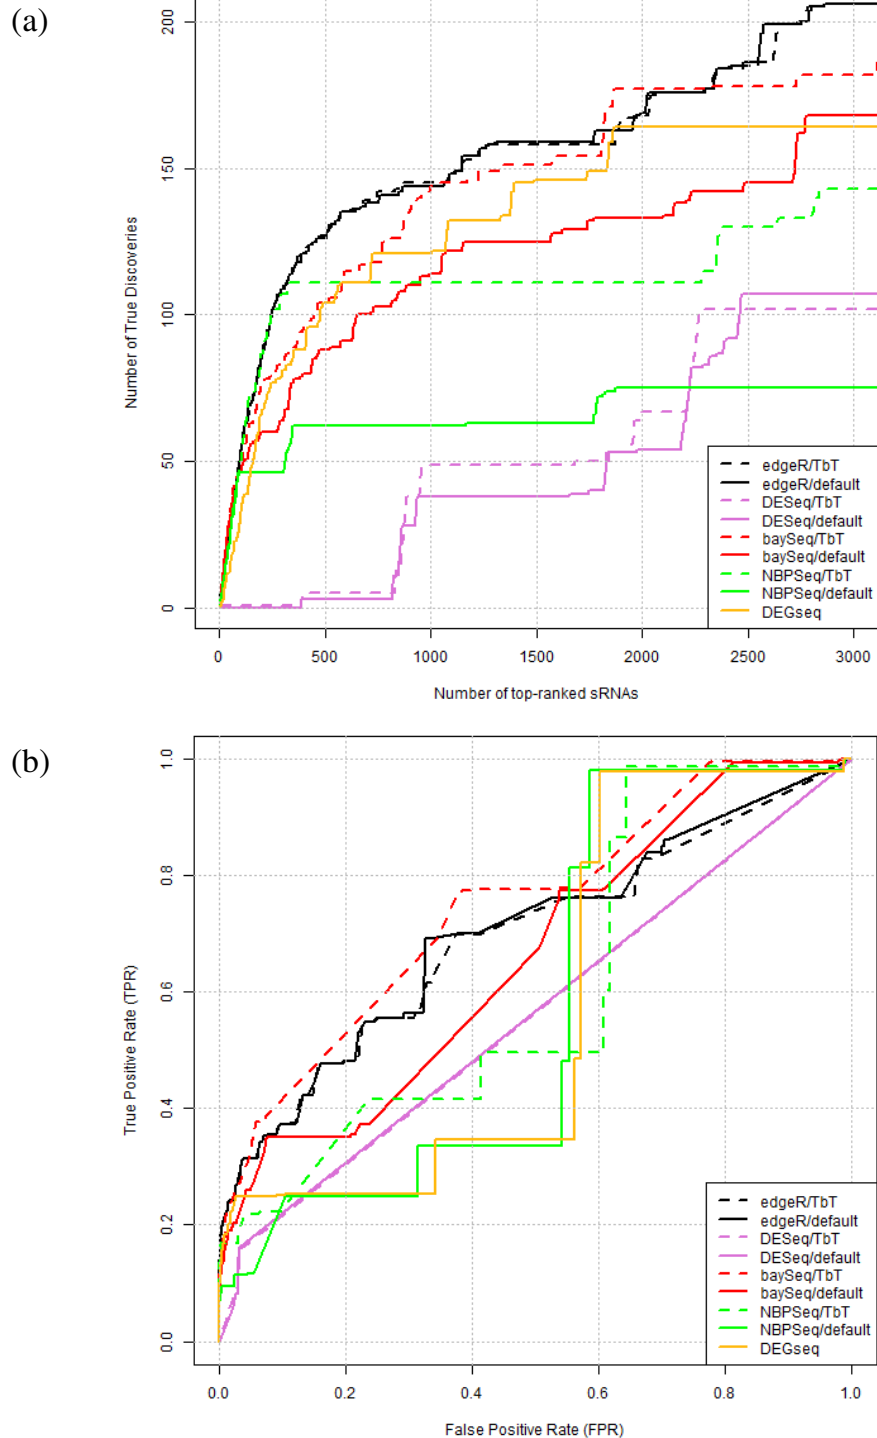 (a)
200
150
100
50
0
Number of True Discoveries
edgeR/TbT
edgeR/default
DESeq/TbT
DESeq/default
baySeq/TbT
baySeq/default
NBPSeq/TbT
NBPSeq/default
DEGseq
0 500 1000 1500 2000 2500 3000
Number of top-ranked sRNAs
(b)
1.0
0.8
0.6
0.4
0.2
0.0
True Positive Rate (TPR)
edgeR/TbT
edgeR/default
DESeq/TbT
DESeq/default
baySeq/TbT
baySeq/default
NBPSeq/TbT
NBPSeq/default
DEGseq
0.0 0.2 0.4 0.6 0.8 1.0
False Positive Rate (FPR)